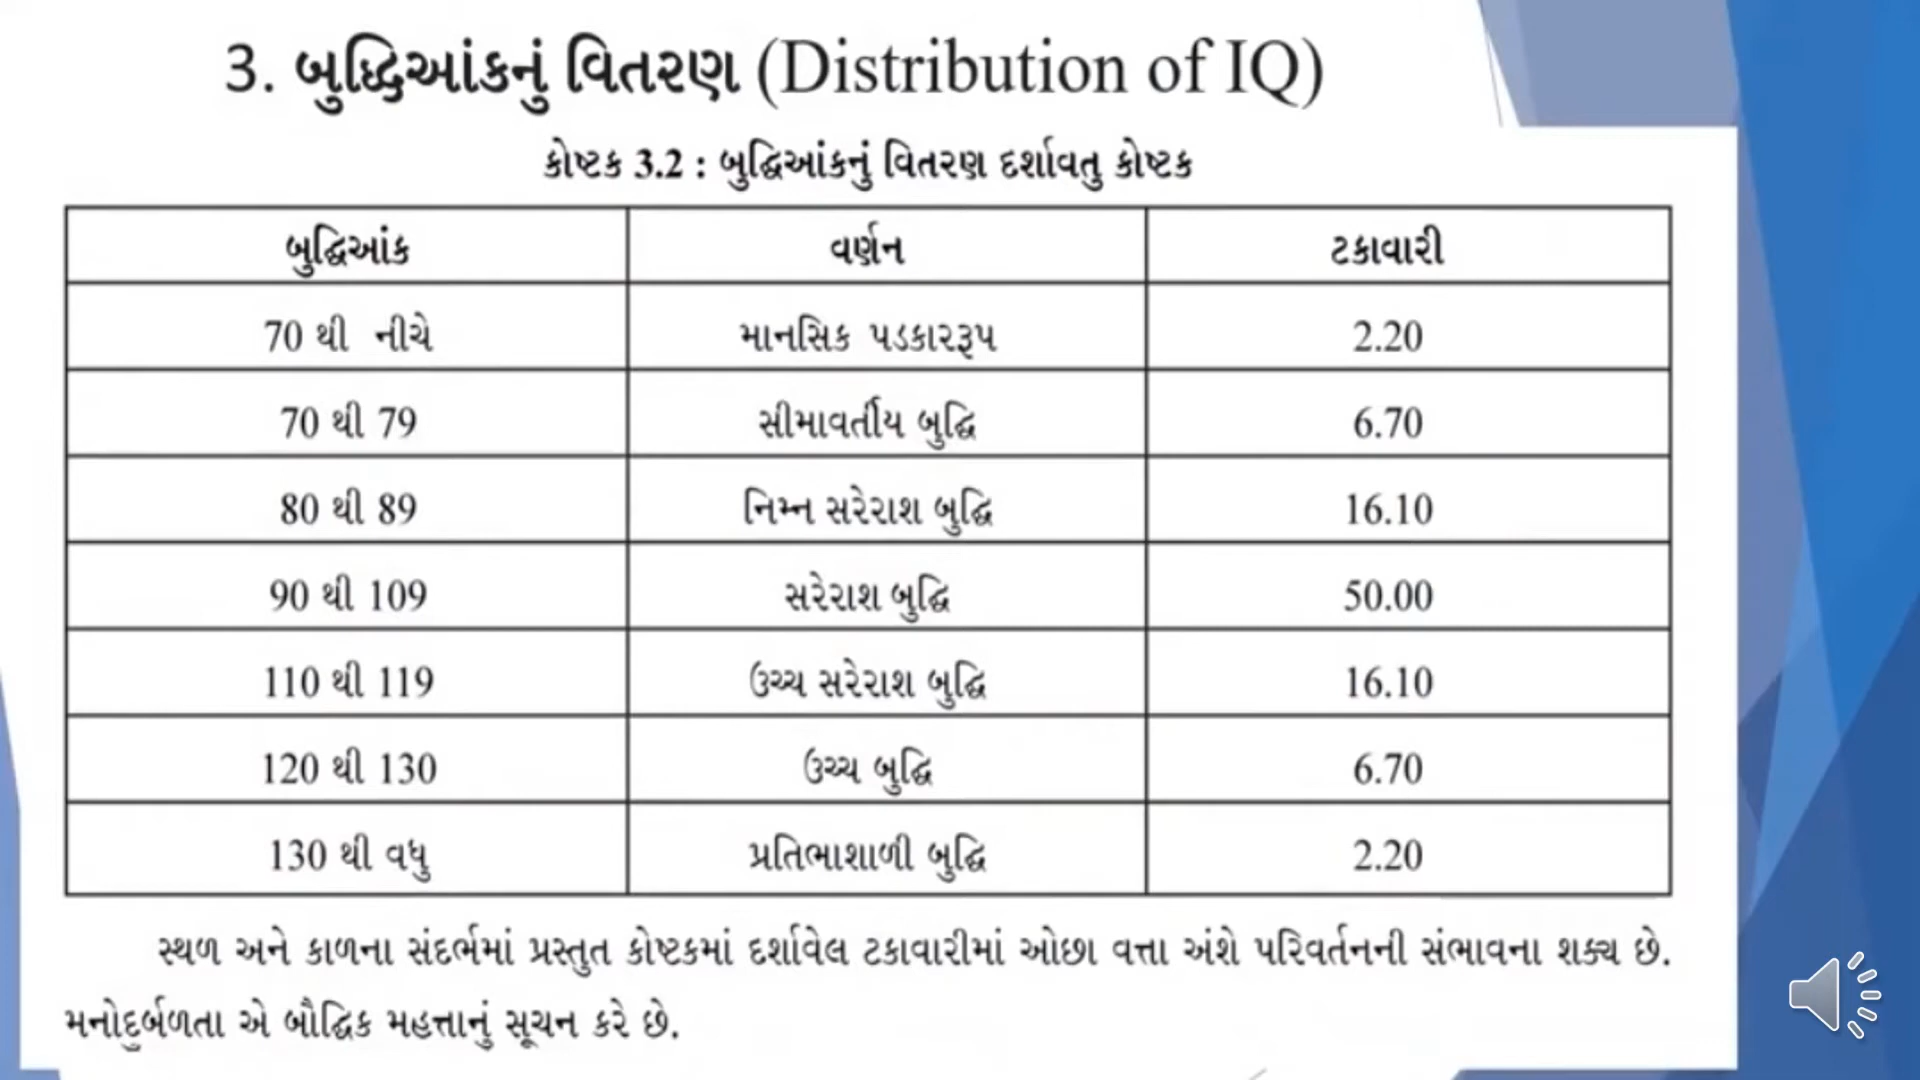 3. બુદ્ધિઆંકનું વિતરણ (Distribution of IQ)
કોષ્ટક 3.2 : બુદ્ધિઆંકનું વિતરણ દર્શાવતુ કોષ્ટક
બુદ્ધિઆંક વર્ણન ટકાવારી
70 થી નીચે માનસિક પડકારરૂપ 2.20
70 થી 79 સીમાવર્તીય બુદ્ધિ 6.70
80 થી 89 નિમ્ન સરેરાશ બુદ્ધિ 16.10
90 થી 109 સરેરાશ બુદ્ધિ 50.00
110 થી 119 ઉચ્ચ સરેરાશ બુદ્ધિ 16.10
120 થી 130 ઉચ્ચ બુદ્ધિ 6.70
130 થી વધુ પ્રતિભાશાળી બુદ્ધિ 2.20
સ્થળ અને કાળના સંદર્ભમાં પ્રસ્તુત કોષ્ટકમાં દર્શાવેલ ટકાવારીમાં ઓછા વત્તા અંશે પરિવર્તનની સંભાવના શક્ય છે.
મનોદુર્બળતા એ બૌદ્ધિક મહત્તાનું સૂચન કરે છે.